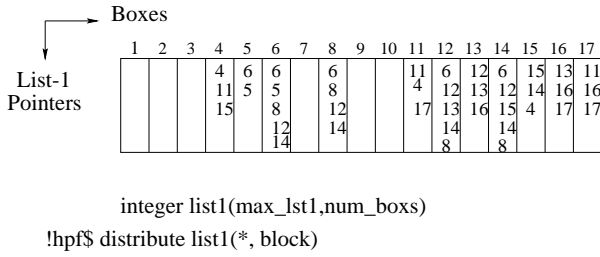 Boxes
1 2 3 4 5 6 7 8 9 10 11 12 13 14 15 16 17
List-1
Pointers
4 6 6 6 11 6 12 6 15 13 11
11 5 5 8 4 12 13 12 14 16 16
15 8 12 17 13 16 15 4 17 17
12 14 14 14
14 8 8
integer list1(max_lst1,num_boxs)
!hpf$ distribute list1(*, block)